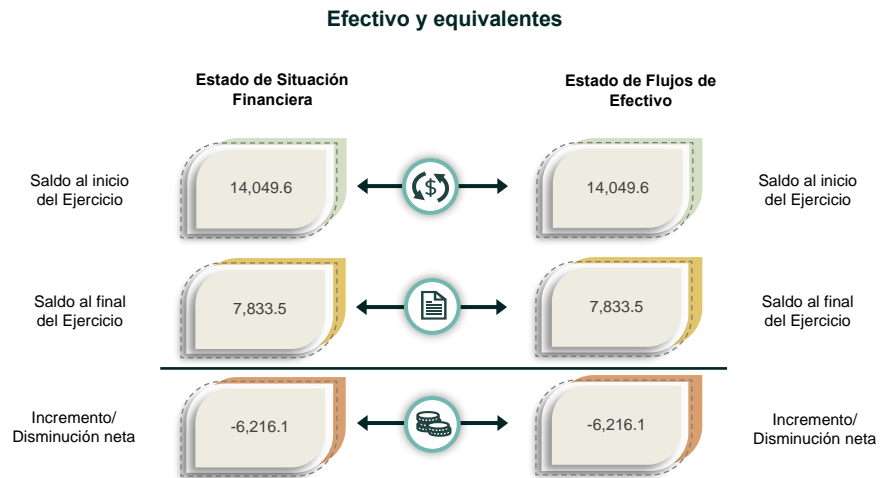 Efectivo y equivalentes
Estado de Situación
Financiera
Estado de Flujos de
Efectivo
Saldo al inicio
del Ejercicio
14,049.6
$
14,049.6
Saldo al inicio
del Ejercicio
Saldo al final
del Ejercicio
7,833.5
7,833.5
Saldo al final
del Ejercicio
Incremento/
Disminución neta
-6,216.1
-6,216.1
Incremento/
Disminución neta